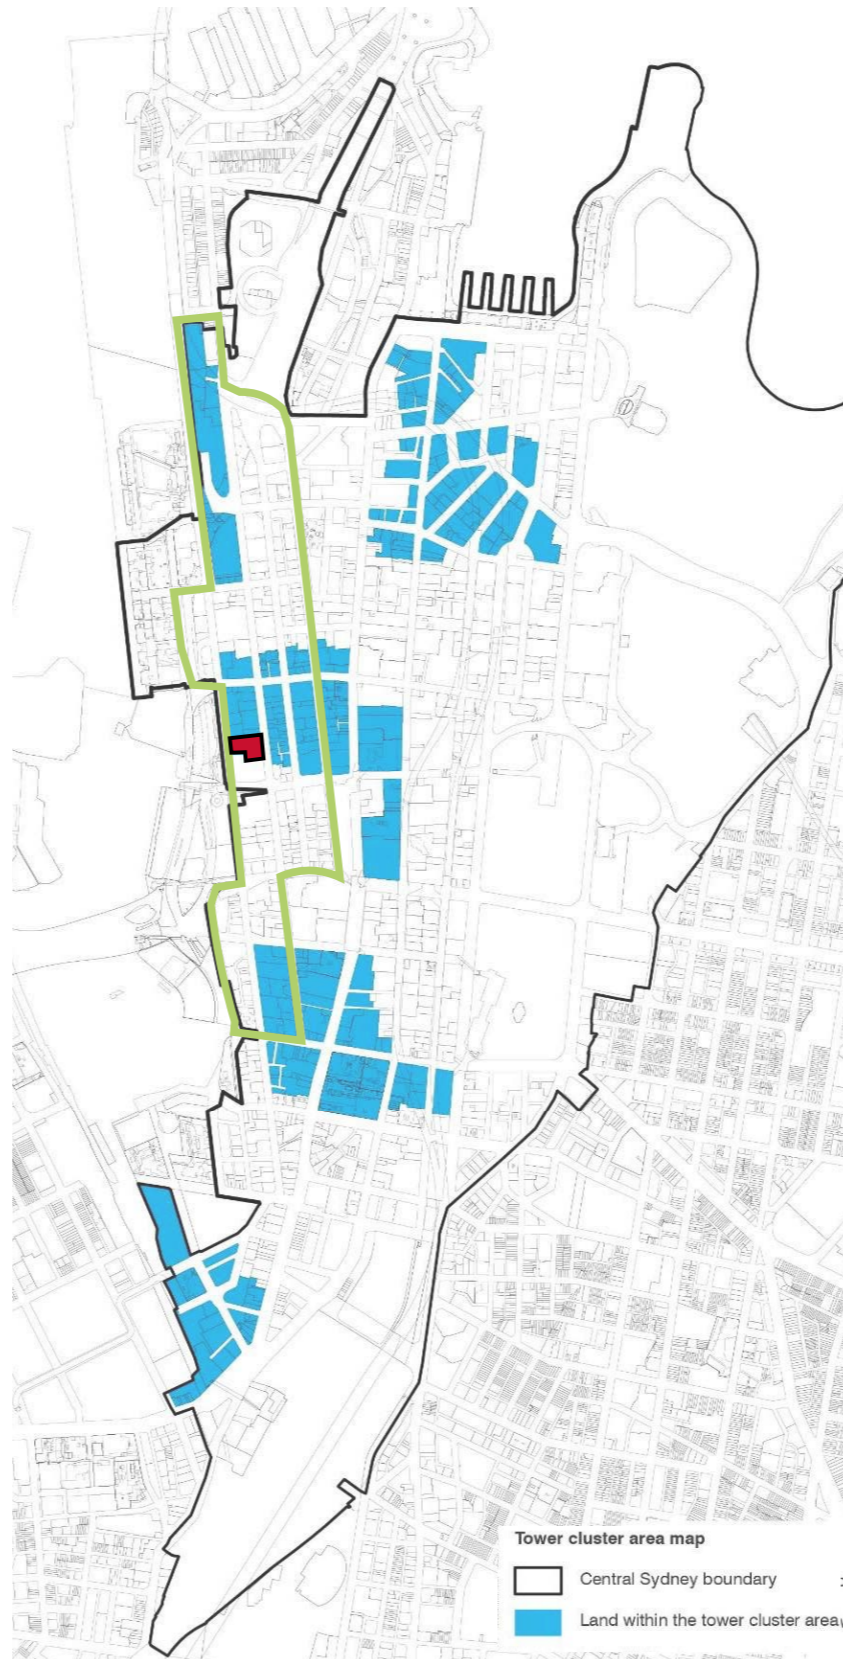 Tower cluster area map
Central Sydney boundary
Land within the tower cluster area